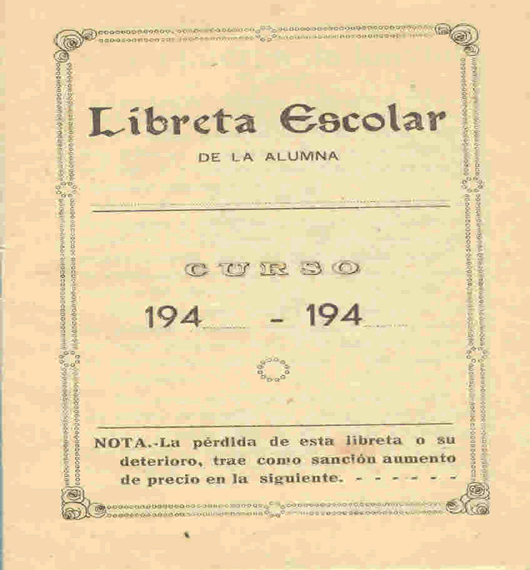 Libreta Escolar
DE LA ALUMNA
CURSO
194...... - 194......
NOTA.-La pérdida de esta libreta o su
deterioro, trae como sanción aumento
de precio en la siguiente. - - - - - -